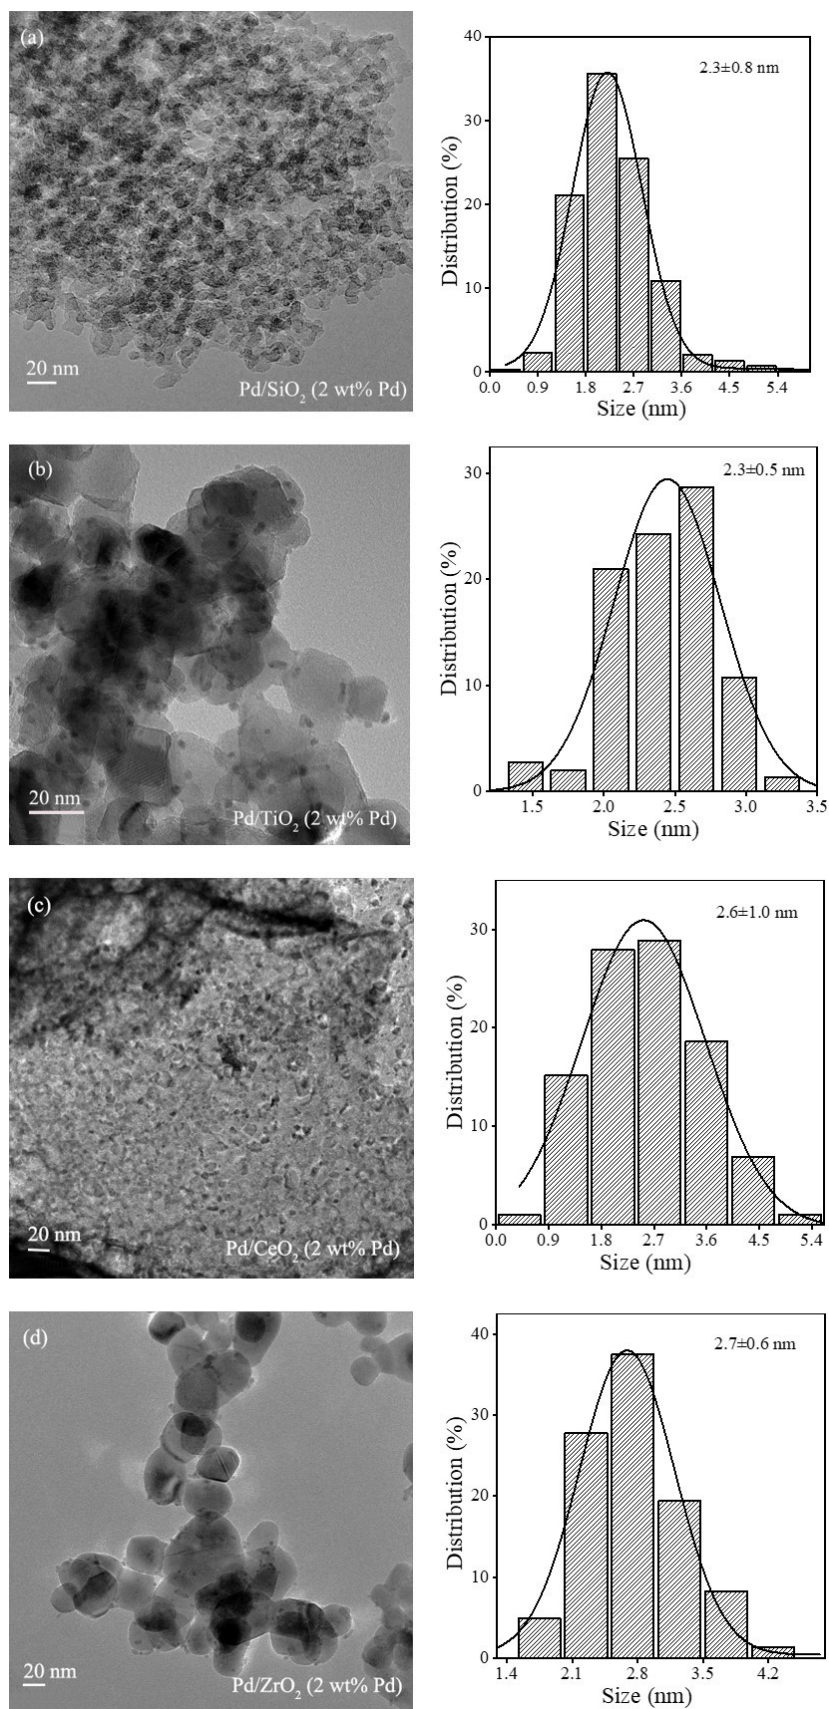 (a)
20 nm
Pd/SiO₂ (2 wt% Pd)
2.3±0.8 nm
Distribution (%)
40
30
20
10
0
0.0 0.9 1.8 2.7 3.6 4.5 5.4
Size (nm)
(b)
20 nm
Pd/TiO₂ (2 wt% Pd)
2.3±0.5 nm
Distribution (%)
30
20
10
0
1.5 2.0 2.5 3.0 3.5
Size (nm)
(c)
20 nm
Pd/CeO₂ (2 wt% Pd)
2.6±1.0 nm
Distribution (%)
30
20
10
0
0.0 0.9 1.8 2.7 3.6 4.5 5.4
Size (nm)
(d)
20 nm
Pd/ZrO₂ (2 wt% Pd)
2.7±0.6 nm
Distribution (%)
40
30
20
10
0
1.4 2.1 2.8 3.5 4.2
Size (nm)